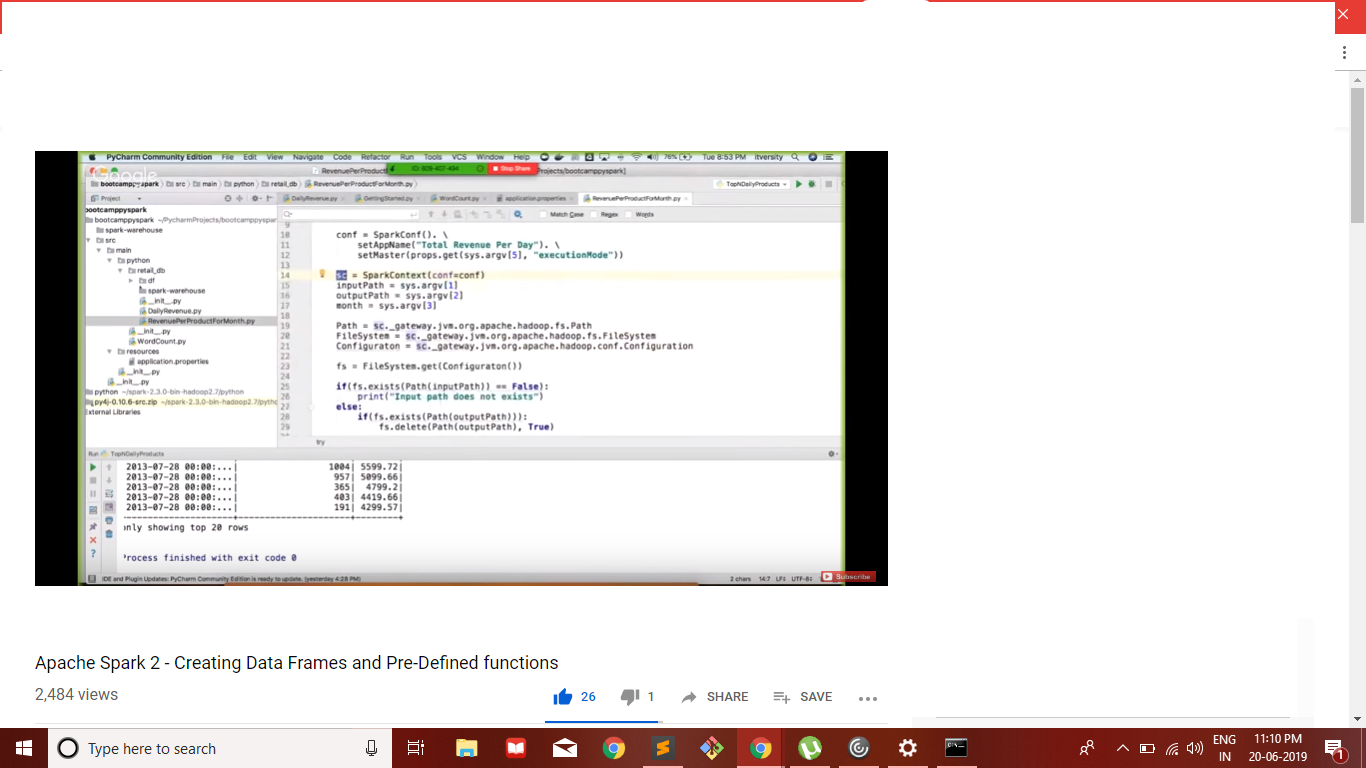 Google
PyCharm Community Edition File Edit View Navigate Code Refactor Run Tools VCS Window Help 76% Tue 8:53 PM itversity
RevenuePerProduct
Stop Share
Projects/bootcamppyspark]
bootcamppyspark src main python retail_db RevenuePerProductForMonth.py TopNDailyProducts
Project
DailyRevenue.py GettingStarted.py WordCount.py application.properties RevenuePerProductForMonth.py
Match Case Regex Words
bootcamppyspark
bootcamppyspark ~/PycharmProjects/bootcamppyspar
spark-warehouse
src
main
python
retail_db
df
spark-warehouse
__init__.py
DailyRevenue.py
RevenuePerProductForMonth.py
__init__.py
WordCount.py
resources
application.properties
__init__.py
__init__.py
python ~/spark-2.3.0-bin-hadoop2.7/python
py4j-0.10.6-src.zip ~/spark-2.3.0-bin-hadoop2.7/pytho
External Libraries
9
10 conf = SparkConf(). \
11 setAppName("Total Revenue Per Day"). \
12 setMaster(props.get(sys.argv[5], "executionMode"))
13
14 sc = SparkContext(conf=conf)
15 inputPath = sys.argv[1]
16 outputPath = sys.argv[2]
17 month = sys.argv[3]
18
19 Path = sc._gateway.jvm.org.apache.hadoop.fs.Path
20 FileSystem = sc._gateway.jvm.org.apache.hadoop.fs.FileSystem
21 Configuraton = sc._gateway.jvm.org.apache.hadoop.conf.Configuration
22
23 fs = FileSystem.get(Configuraton())
24
25 if(fs.exists(Path(inputPath)) == False):
26 print("Input path does not exists")
27 else:
28 if(fs.exists(Path(outputPath))):
29 fs.delete(Path(outputPath), True)
try
Run TopNDailyProducts
2013-07-28 00:00:...| 1004| 5599.72|
2013-07-28 00:00:...| 957| 5099.66|
2013-07-28 00:00:...| 365| 4799.2|
2013-07-28 00:00:...| 403| 4419.66|
2013-07-28 00:00:...| 191| 4299.57|
only showing top 20 rows
Process finished with exit code 0
IDE and Plugin Updates: PyCharm Community Edition is ready to update. (yesterday 4:28 PM) 2 chars 14:7 LF UTF-8
Subscribe
Apache Spark 2 - Creating Data Frames and Pre-Defined functions
2,484 views 26 1 SHARE SAVE
Type here to search
ENG
IN
11:10 PM
20-06-2019
1